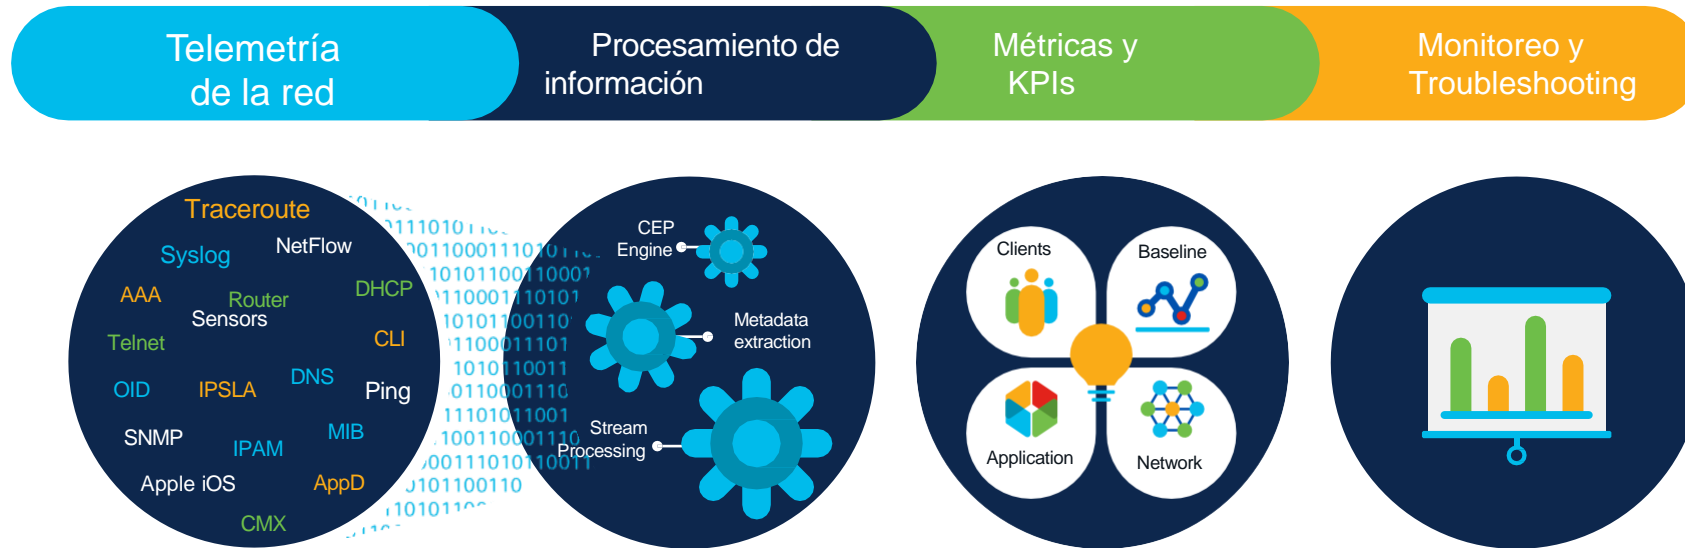 Telemetría
de la red
Procesamiento de
información
Métricas y
KPIs
Monitoreo y
Troubleshooting
Traceroute
Syslog
NetFlow
AAA
Router
DHCP
Sensors
Telnet
CLI
OID
IPSLA
DNS
Ping
SNMP
IPAM
MIB
Apple iOS
AppD
CMX
CEP
Engine
Metadata
extraction
Stream
Processing
Clients
Baseline
Application
Network